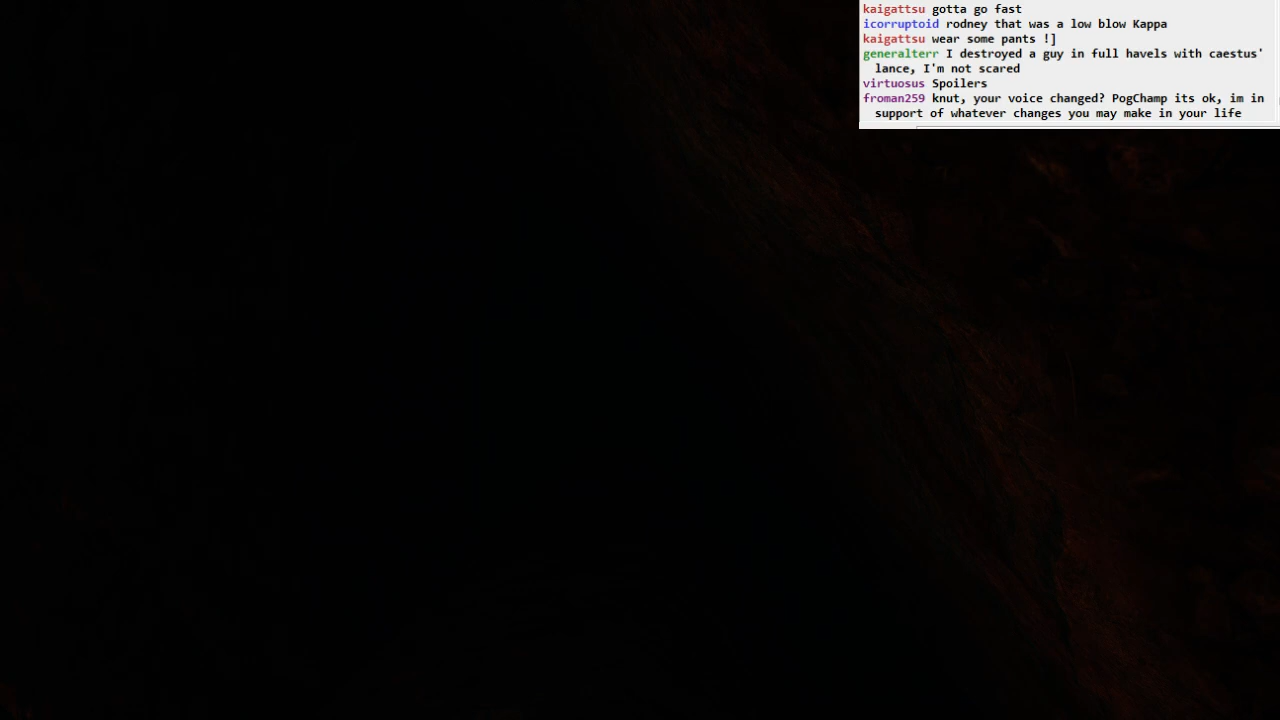 kaigattsu gotta go fast
icorruptoid rodney that was a low blow Kappa
kaigattsu wear some pants !]
generalterr I destroyed a guy in full havels with caestus'
lance, I'm not scared
virtuosus Spoilers
froman259 knut, your voice changed? PogChamp its ok, im in
support of whatever changes you may make in your life